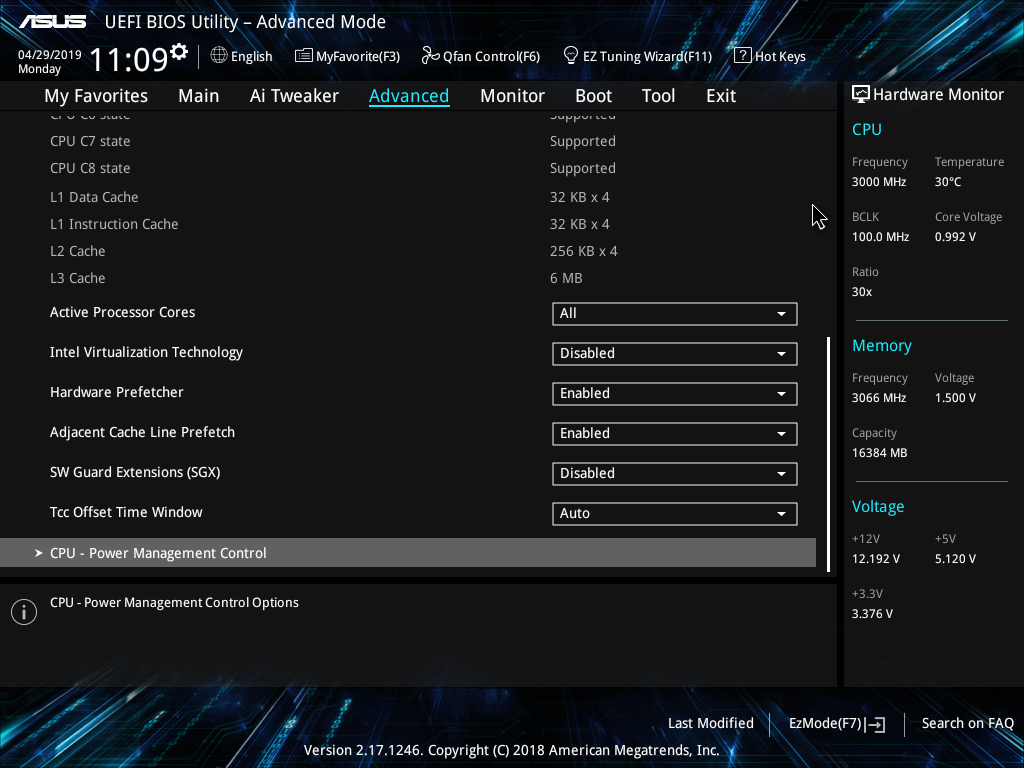 ASUS UEFI BIOS Utility – Advanced Mode
04/29/2019
Monday
11:09
English MyFavorite(F3) Qfan Control(F6) EZ Tuning Wizard(F11) ? Hot Keys
My Favorites Main Ai Tweaker Advanced Monitor Boot Tool Exit
CPU C6 state Supported
CPU C7 state Supported
CPU C8 state Supported
L1 Data Cache 32 KB x 4
L1 Instruction Cache 32 KB x 4
L2 Cache 256 KB x 4
L3 Cache 6 MB
Active Processor Cores All
Intel Virtualization Technology Disabled
Hardware Prefetcher Enabled
Adjacent Cache Line Prefetch Enabled
SW Guard Extensions (SGX) Disabled
Tcc Offset Time Window Auto
CPU - Power Management Control
CPU - Power Management Control Options
Hardware Monitor
CPU
Frequency Temperature
3000 MHz 30°C
BCLK Core Voltage
100.0 MHz 0.992 V
Ratio
30x
Memory
Frequency Voltage
3066 MHz 1.500 V
Capacity
16384 MB
Voltage
+12V +5V
12.192 V 5.120 V
+3.3V
3.376 V
Last Modified EzMode(F7) Search on FAQ
Version 2.17.1246. Copyright (C) 2018 American Megatrends, Inc.